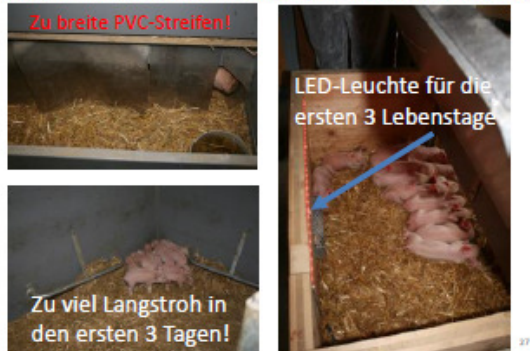 Zu breite PVC-Streifen!
LED-Leuchte für die
ersten 3 Lebenstage
Zu viel Langstroh in
den ersten 3 Tagen!
27